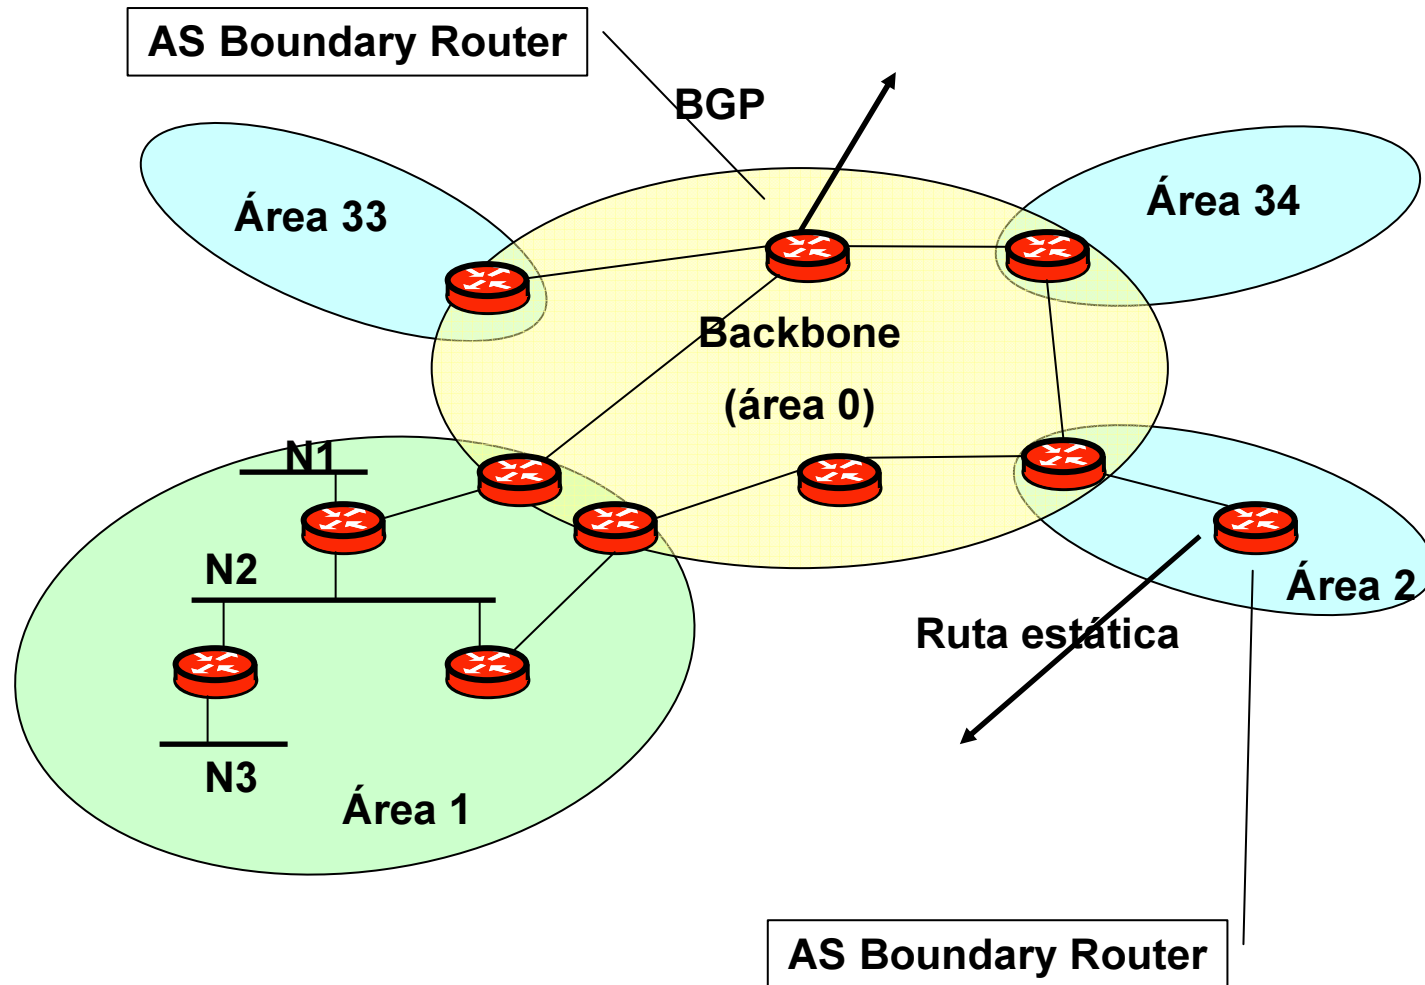 AS Boundary Router
BGP
Área 33
Área 34
Backbone
(área 0)
N1
N2
Área 2
Ruta estática
N3
Área 1
AS Boundary Router